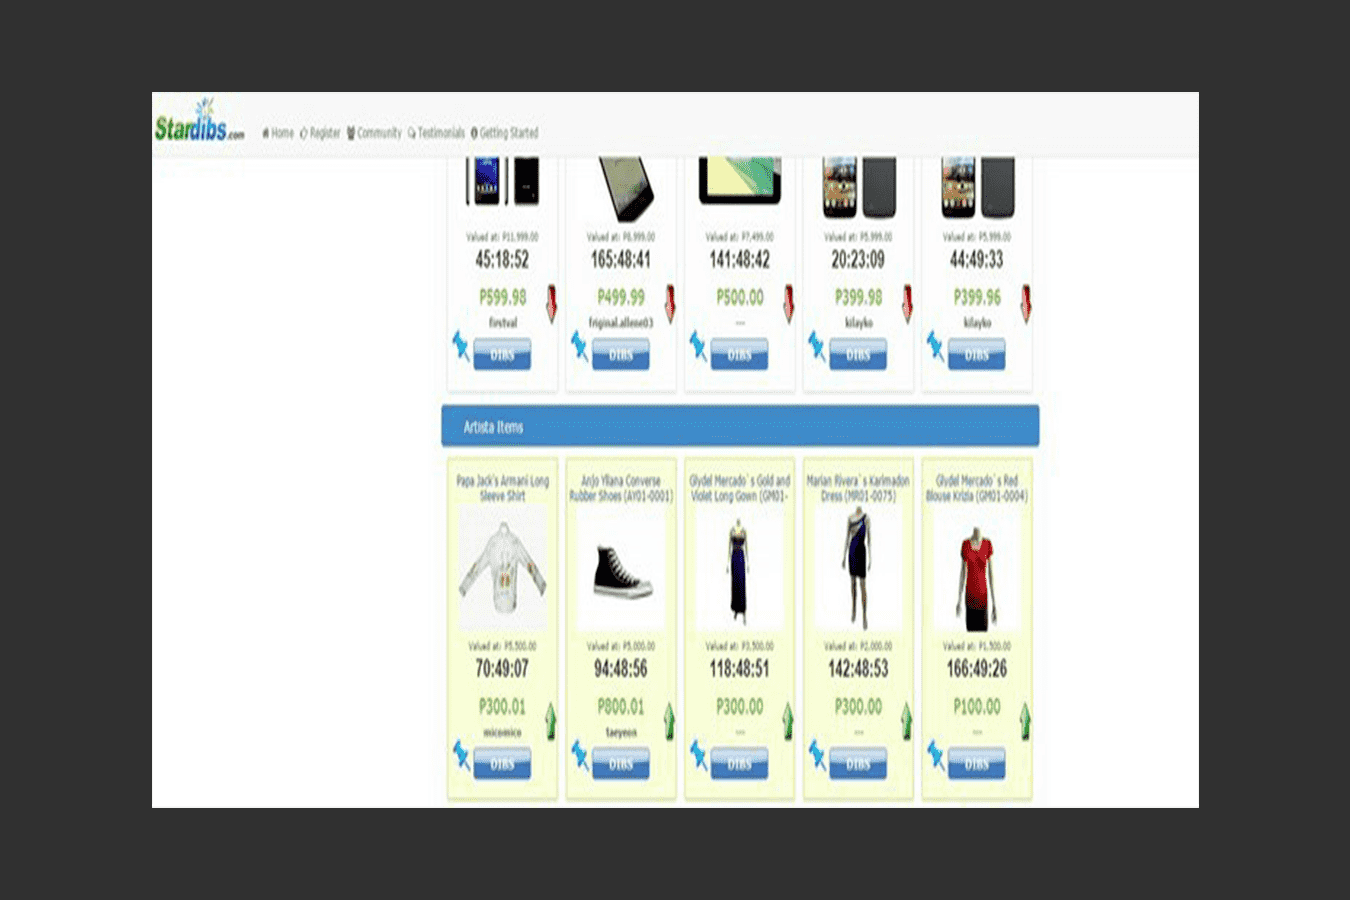 Stardibs.com
Home Register Community Testimonials Getting Started
Valued at: P11,999.00 Valued at: P8,999.00 Valued at: P7,499.00 Valued at: P5,999.00 Valued at: P5,999.00
45:18:52 165:48:41 141:48:42 20:23:09 44:49:33
P599.98 P499.99 P500.00 P399.98 P399.96
firstval friginal.allene03 --- kilayko kilayko
DIBS DIBS DIBS DIBS DIBS
Artista Items
Papa Jack's Armani Long Anjo Yllana Converse Glydel Mercado`s Gold and Marian Rivera`s Karimadon Glydel Mercado`s Red
Sleeve Shirt Rubber Shoes (AY01-0001) Violet Long Gown (GM01- Dress (MR01-0075) Blouse Krizia (GM01-0004)
Valued at: P5,500.00 Valued at: P5,000.00 Valued at: P3,500.00 Valued at: P2,000.00 Valued at: P1,500.00
70:49:07 94:48:56 118:48:51 142:48:53 166:49:26
P300.01 P800.01 P300.00 P300.00 P100.00
micomico taeyeon --- --- ---
DIBS DIBS DIBS DIBS DIBS